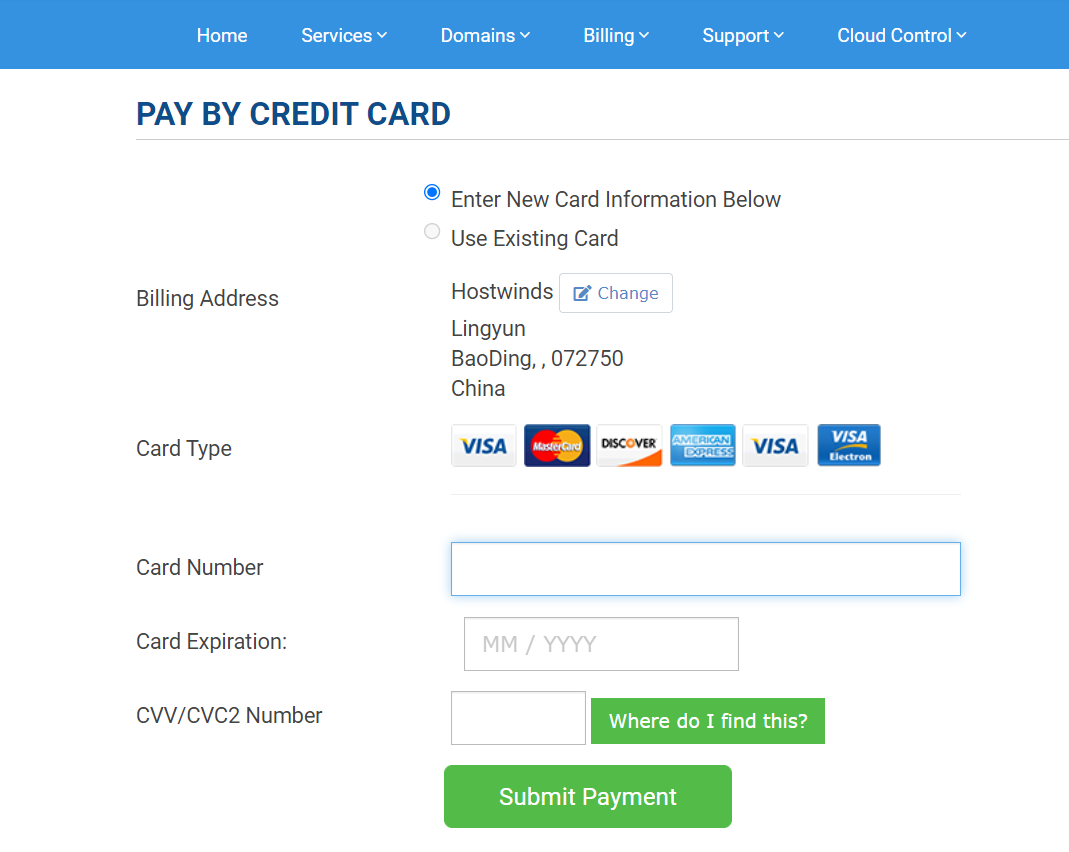 Home Services Domains Billing Support Cloud Control
PAY BY CREDIT CARD
Enter New Card Information Below
Use Existing Card
Billing Address
Hostwinds Change
Lingyun
BaoDing, , 072750
China
Card Type
VISA MasterCard DISCOVER AMERICAN EXPRESS VISA VISA Electron
Card Number
Card Expiration:
MM / YYYY
CVV/CVC2 Number
Where do I find this?
Submit Payment